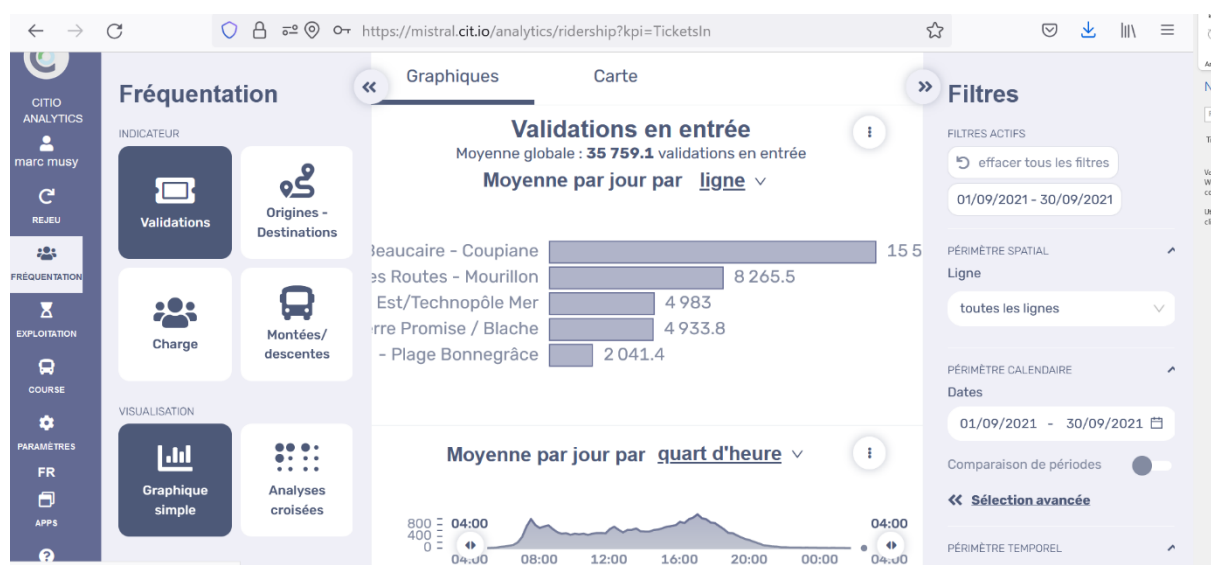 https://mistral.cit.io/analytics/ridership?kpi=TicketsIn
CITIO
ANALYTICS
marc musy
REJEU
FRÉQUENTATION
EXPLOITATION
COURSE
PARAMÈTRES
FR
APPS
Fréquentation
INDICATEUR
Validations
Origines -
Destinations
Charge
Montées/
descentes
VISUALISATION
Graphique
simple
Analyses
croisées
Graphiques Carte
Validations en entrée
Moyenne globale : 35 759.1 validations en entrée
Moyenne par jour par ligne
Beaucaire - Coupiane 15 5
es Routes - Mourillon 8 265.5
Est/Technopôle Mer 4 983
erre Promise / Blache 4 933.8
- Plage Bonnegrâce 2 041.4
Moyenne par jour par quart d'heure
800
400
0
04:00 04:00
04:00 08:00 12:00 16:00 20:00 00:00 04:00
Filtres
FILTRES ACTIFS
effacer tous les filtres
01/09/2021 - 30/09/2021
PÉRIMÈTRE SPATIAL
Ligne
toutes les lignes
PÉRIMÈTRE CALENDAIRE
Dates
01/09/2021 - 30/09/2021
Comparaison de périodes
Sélection avancée
PÉRIMÈTRE TEMPOREL